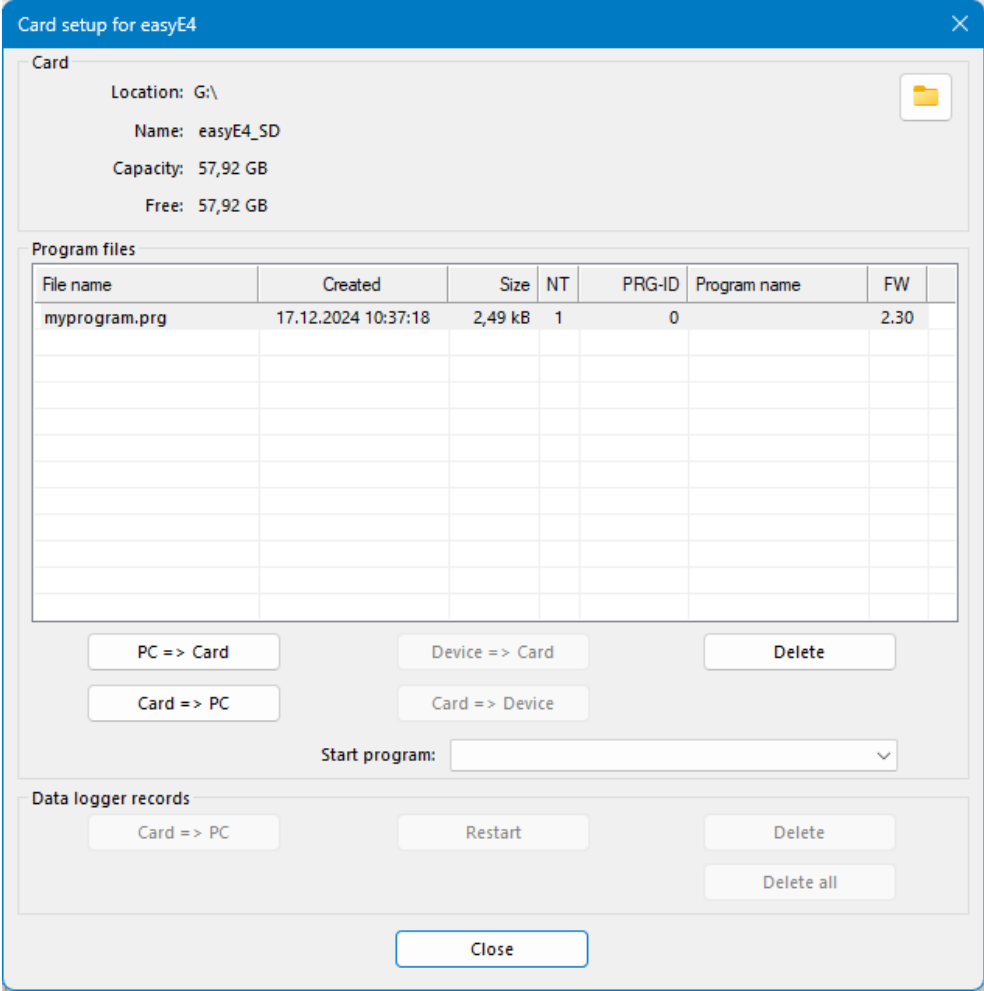 Card setup for easyE4
Card
Location: G:\
Name: easyE4_SD
Capacity: 57,92 GB
Free: 57,92 GB
Program files
File name Created Size NT PRG-ID Program name FW
myprogram.prg 17.12.2024 10:37:18 2,49 kB 1 0 2.30
PC => Card Device => Card Delete
Card => PC Card => Device
Start program:
Data logger records
Card => PC Restart Delete
Delete all
Close